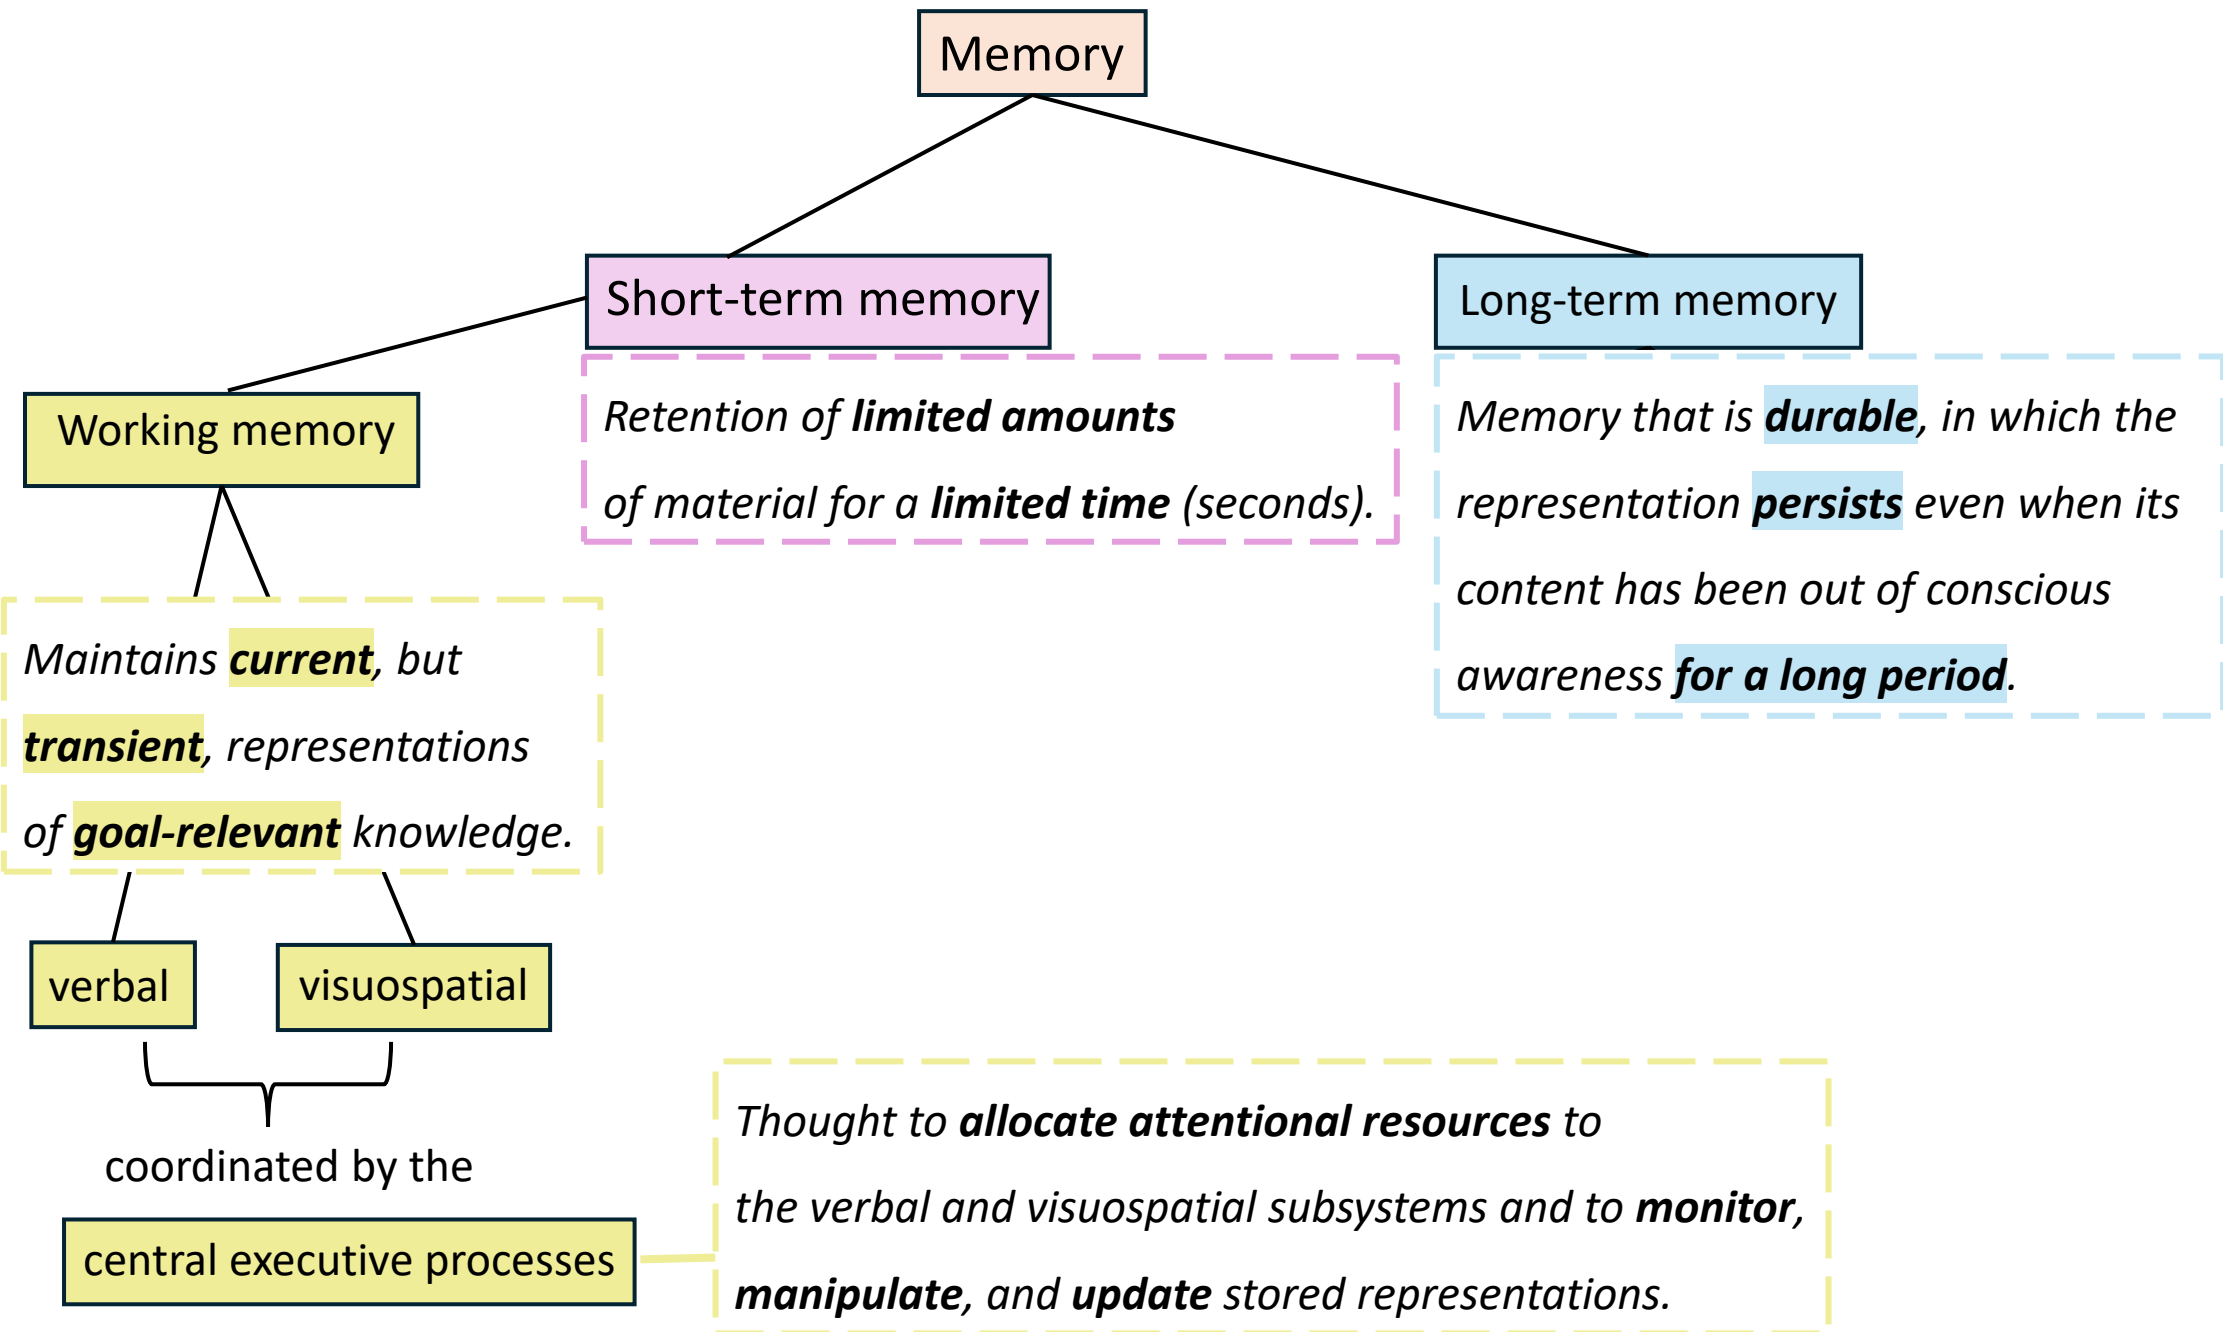 Memory
Short-term memory
Long-term memory
Working memory
Retention of limited amounts
of material for a limited time (seconds).
Memory that is durable, in which the
representation persists even when its
content has been out of conscious
awareness for a long period.
Maintains current, but
transient, representations
of goal-relevant knowledge.
verbal
visuospatial
coordinated by the
central executive processes
Thought to allocate attentional resources to
the verbal and visuospatial subsystems and to monitor,
manipulate, and update stored representations.